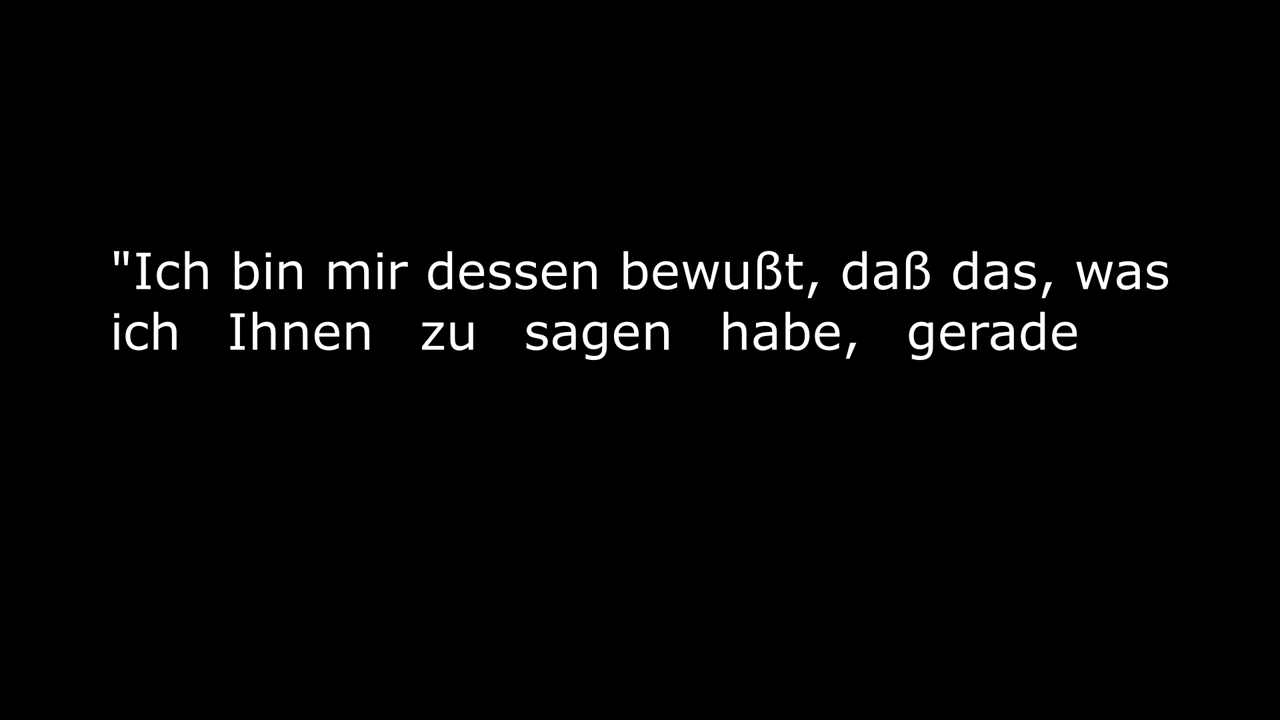 "Ich bin mir dessen bewußt, daß das, was
ich Ihnen zu sagen habe, gerade